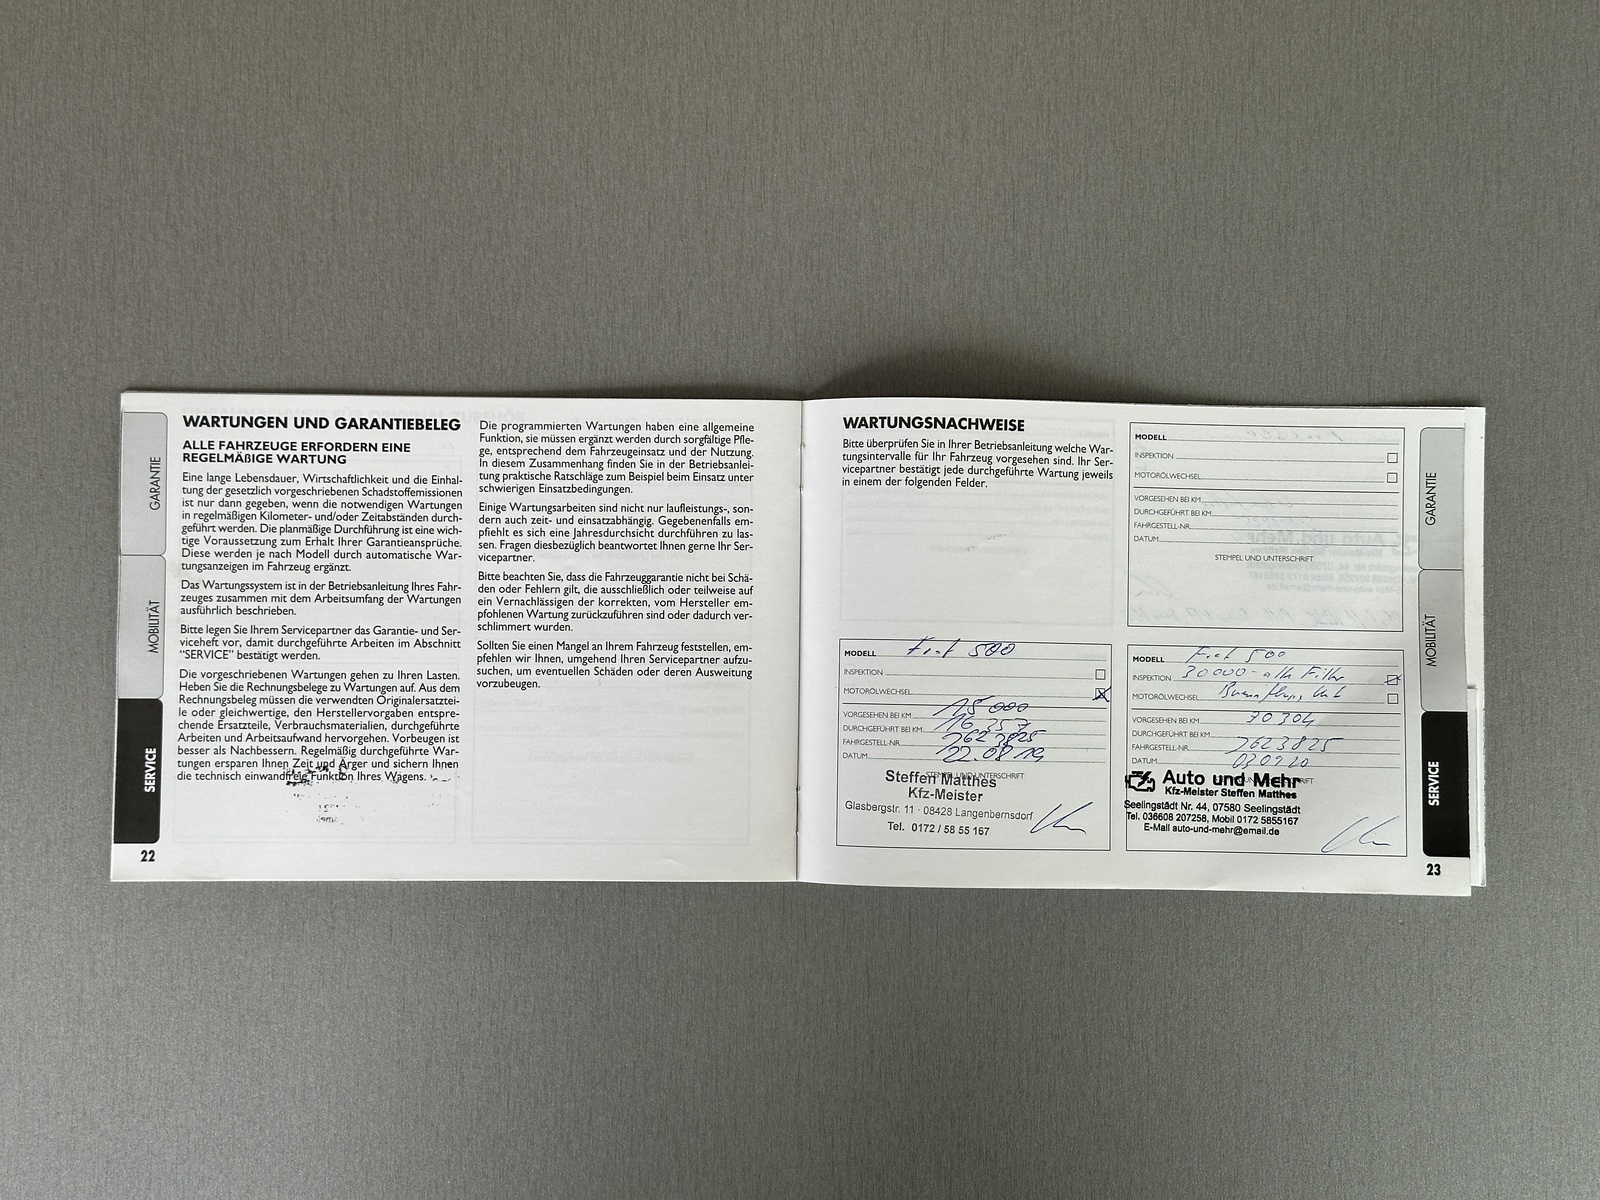 GARANTIE
MOBILITÄT
SERVICE
22
WARTUNGEN UND GARANTIEBELEG
ALLE FAHRZEUGE ERFORDERN EINE
REGELMÄßIGE WARTUNG
Eine lange Lebensdauer, Wirtschaftlichkeit und die Einhal-
tung der gesetzlich vorgeschriebenen Schadstoffemissionen
ist nur dann gegeben, wenn die notwendigen Wartungen
in regelmäßigen Kilometer- und/oder Zeitabständen durch-
geführt werden. Die planmäßige Durchführung ist eine wich-
tige Voraussetzung zum Erhalt Ihrer Garantieansprüche.
Diese werden je nach Modell durch automatische War-
tungsanzeigen im Fahrzeug ergänzt.
Das Wartungssystem ist in der Betriebsanleitung Ihres Fahr-
zeuges zusammen mit dem Arbeitsumfang der Wartungen
ausführlich beschrieben.
Bitte legen Sie Ihrem Servicepartner das Garantie- und Ser-
viceheft vor, damit durchgeführte Arbeiten im Abschnitt
"SERVICE" bestätigt werden.
Die vorgeschriebenen Wartungen gehen zu Ihren Lasten.
Heben Sie die Rechnungsbelege zu Wartungen auf. Aus dem
Rechnungsbeleg müssen die verwendeten Originalersatztei-
le oder gleichwertige, den Herstellervorgaben entspre-
chende Ersatzteile, Verbrauchsmaterialien, durchgeführte
Arbeiten und Arbeitsaufwand hervorgehen. Vorbeugen ist
besser als Nachbessern. Regelmäßig durchgeführte War-
tungen ersparen Ihnen Zeit und Ärger und sichern Ihnen
die technisch einwandfreie Funktion Ihres Wagens.
Die programmierten Wartungen haben eine allgemeine
Funktion, sie müssen ergänzt werden durch sorgfältige Pfle-
ge, entsprechend dem Fahrzeugeinsatz und der Nutzung.
In diesem Zusammenhang finden Sie in der Betriebsanlei-
tung praktische Ratschläge zum Beispiel beim Einsatz unter
schwierigen Einsatzbedingungen.
Einige Wartungsarbeiten sind nicht nur laufleistungs-, son-
dern auch zeit- und einsatzabhängig. Gegebenenfalls em-
pfiehlt es sich eine Jahresdurchsicht durchführen zu las-
sen. Fragen diesbezüglich beantwortet Ihnen gerne Ihr Ser-
vicepartner.
Bitte beachten Sie, dass die Fahrzeuggarantie nicht bei Schä-
den oder Fehlern gilt, die ausschließlich oder teilweise auf
ein Vernachlässigen der korrekten, vom Hersteller em-
pfohlenen Wartung zurückzuführen sind oder dadurch ver-
schlimmert wurden.
Sollten Sie einen Mangel an Ihrem Fahrzeug feststellen, em-
pfehlen wir Ihnen, umgehend Ihren Servicepartner aufzu-
suchen, um eventuellen Schäden oder deren Ausweitung
vorzubeugen.
WARTUNGSNACHWEISE
Bitte überprüfen Sie in Ihrer Betriebsanleitung welche War-
tungsintervalle für Ihr Fahrzeug vorgesehen sind. Ihr Ser-
vicepartner bestätigt jede durchgeführte Wartung jeweils
in einem der folgenden Felder.
MODELL
INSPEKTION
MOTORÖLWECHSEL
VORGESEHEN BEI KM
DURCHGEFÜHRT BEI KM
FAHRGESTELL-NR.
DATUM
STEMPEL UND UNTERSCHRIFT
MODELL Fiat 500
INSPEKTION
MOTORÖLWECHSEL
VORGESEHEN BEI KM 15 000
DURCHGEFÜHRT BEI KM 16 357
FAHRGESTELL-NR. 7623825
DATUM 22.08.19
STEMPEL UND UNTERSCHRIFT
Steffen Matthes
Kfz-Meister
Glasbergstr. 11 · 08428 Langenbernsdorf
Tel. 0172 / 58 55 167
MODELL Fiat 500
INSPEKTION 30000 - alle Filter
MOTORÖLWECHSEL
VORGESEHEN BEI KM 30304
DURCHGEFÜHRT BEI KM
FAHRGESTELL-NR. 7623825
DATUM
Auto und Mehr
Kfz-Meister Steffen Matthes
Seelingstädt Nr. 44, 07580 Seelingstädt
Tel. 036608 207258, Mobil 0172 5855167
E-Mail auto-und-mehr@email.de
GARANTIE
MOBILITÄT
SERVICE
23